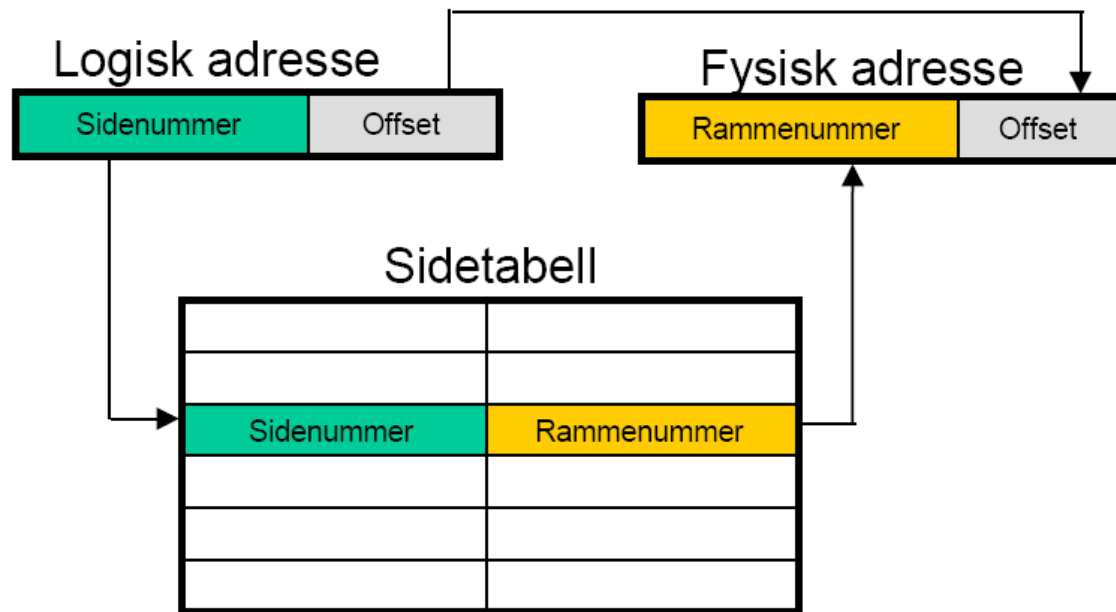 Logisk adresse
Fysisk adresse
Sidenummer Offset
Rammenummer Offset
Sidetabell
Sidenummer Rammenummer